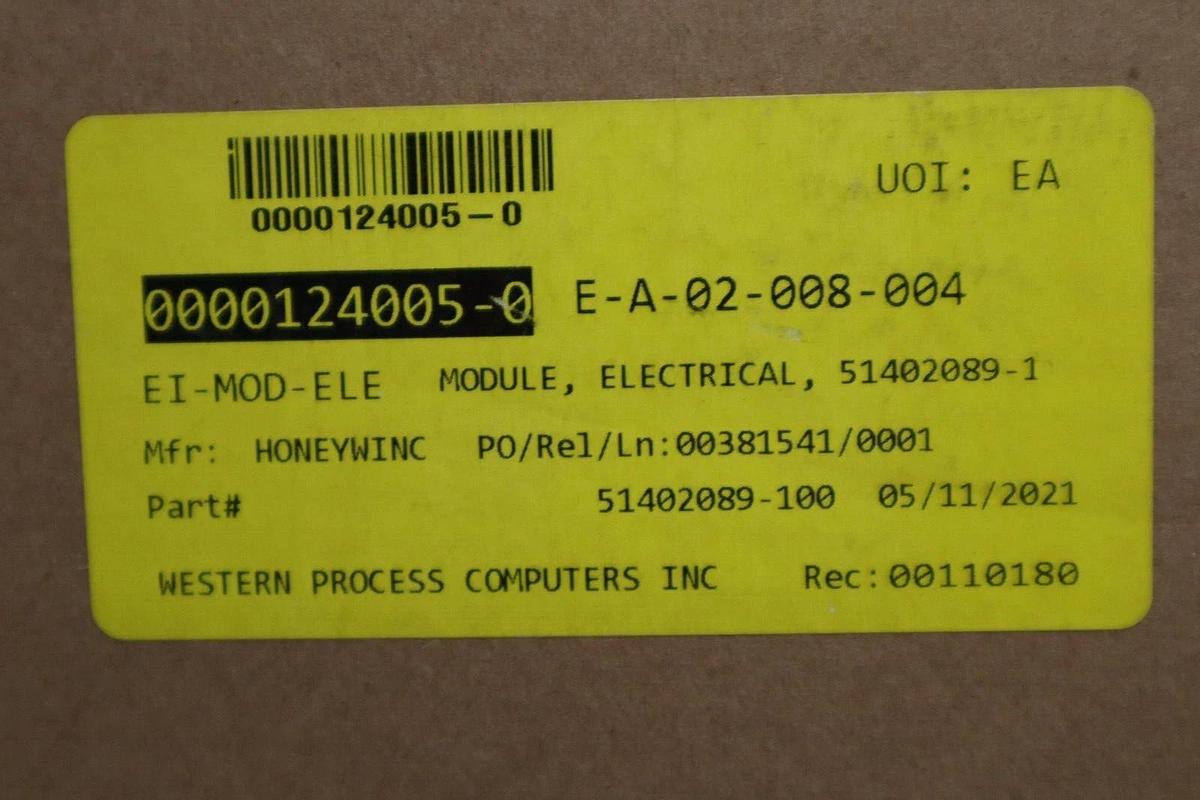 0000124005-0
UOI: EA
0000124005-0 E-A-02-008-004
EI-MOD-ELE MODULE, ELECTRICAL, 51402089-1
Mfr: HONEYWINC PO/Rel/Ln:00381541/0001
Part# 51402089-100 05/11/2021
WESTERN PROCESS COMPUTERS INC Rec:00110180